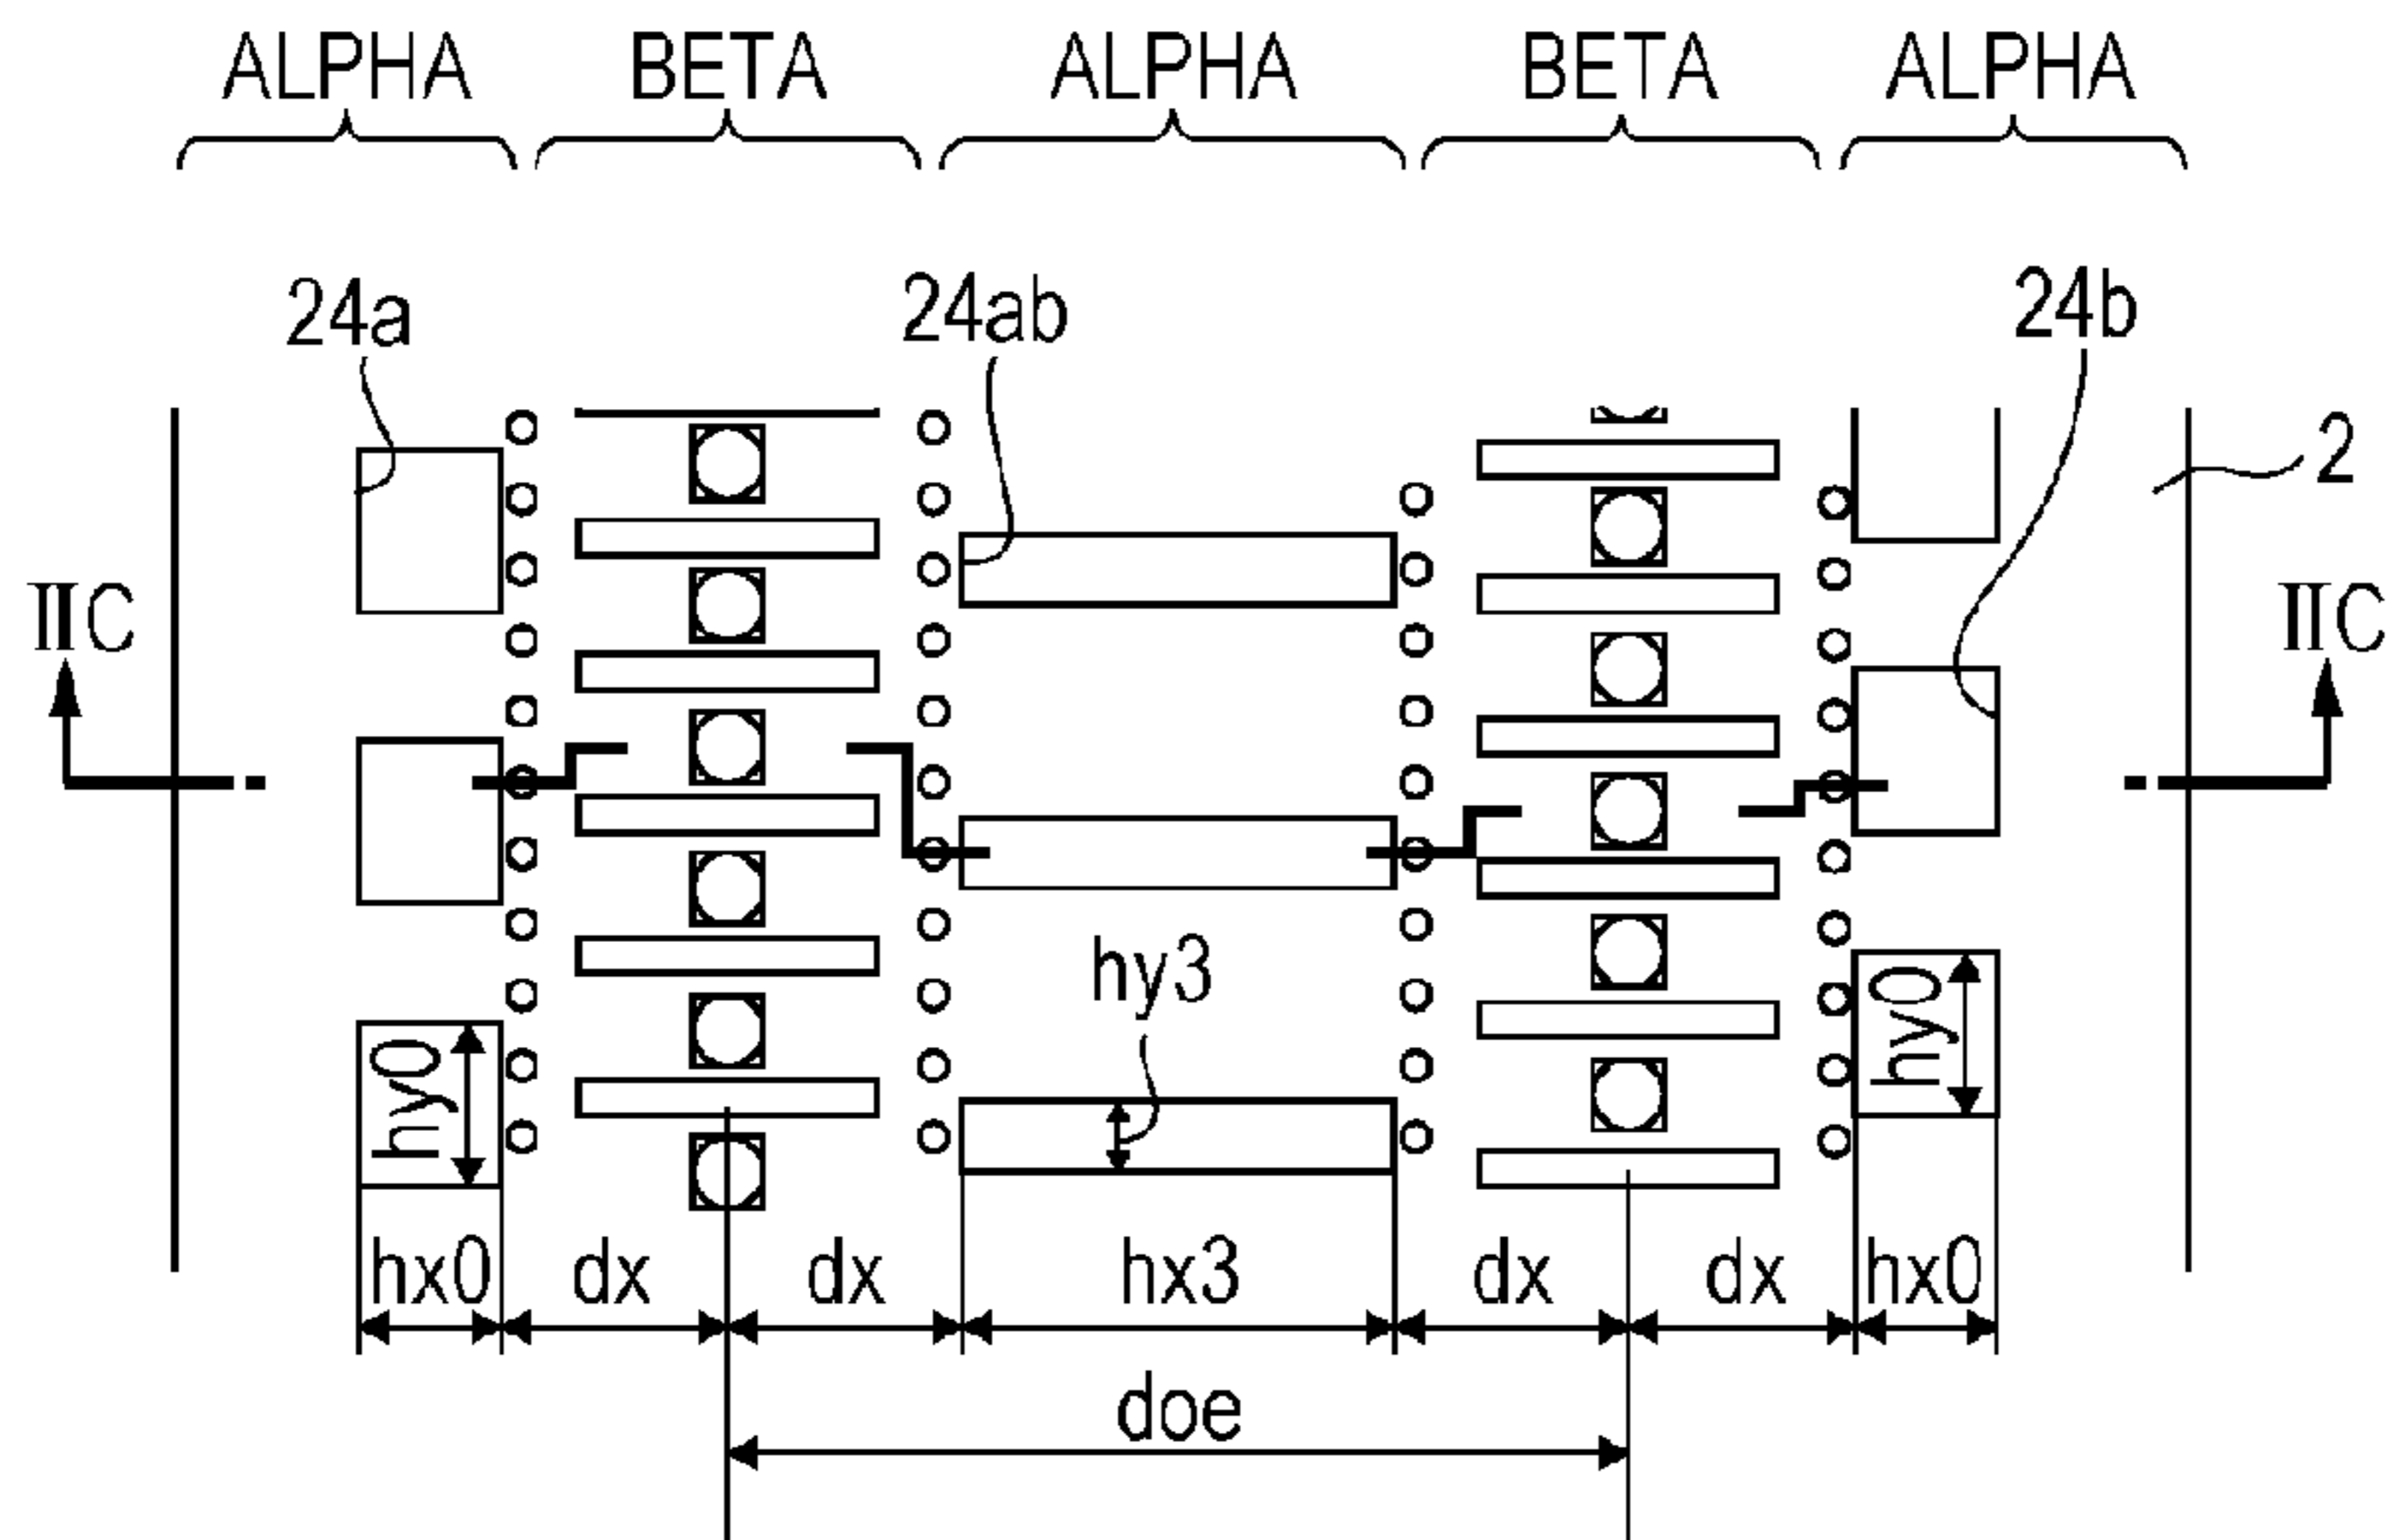 ALPHA BETA ALPHA BETA ALPHA
24a 24ab 24b
2
IIC IIC
hy3
hy0 hy0
hx0 dx dx hx3 dx dx hx0
doe